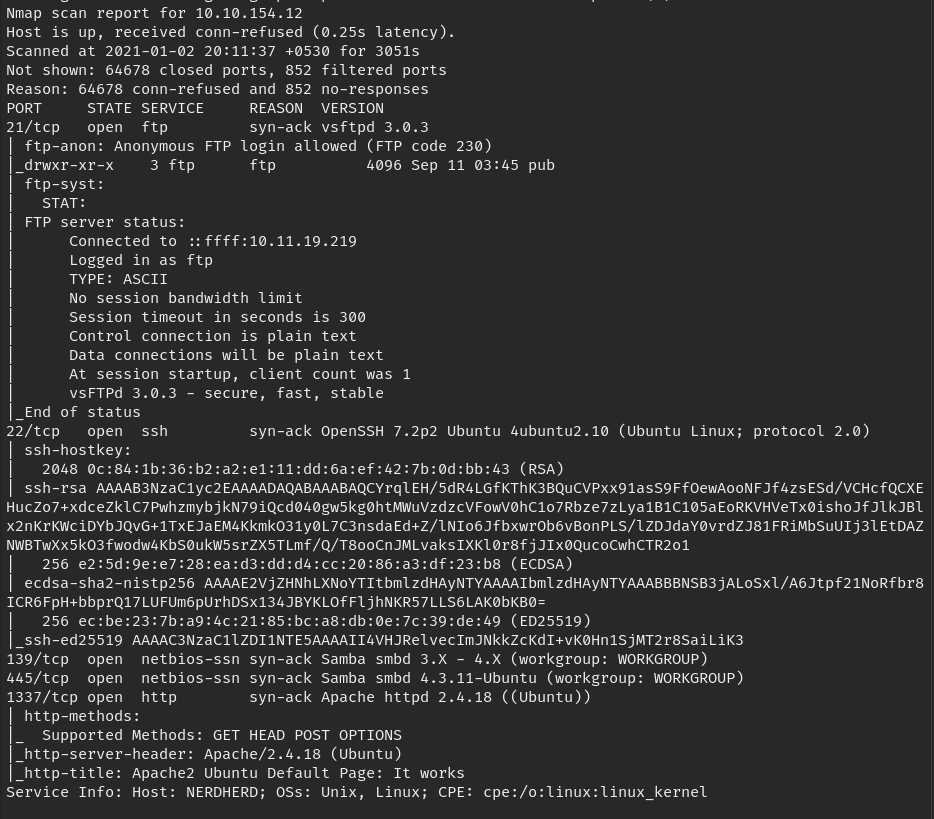 Nmap scan report for 10.10.154.12
Host is up, received conn-refused (0.25s latency).
Scanned at 2021-01-02 20:11:37 +0530 for 3051s
Not shown: 64678 closed ports, 852 filtered ports
Reason: 64678 conn-refused and 852 no-responses
PORT     STATE SERVICE     REASON  VERSION
21/tcp   open  ftp         syn-ack vsftpd 3.0.3
| ftp-anon: Anonymous FTP login allowed (FTP code 230)
|_drwxr-xr-x    3 ftp      ftp          4096 Sep 11 03:45 pub
| ftp-syst:
|   STAT:
| FTP server status:
|      Connected to ::ffff:10.11.19.219
|      Logged in as ftp
|      TYPE: ASCII
|      No session bandwidth limit
|      Session timeout in seconds is 300
|      Control connection is plain text
|      Data connections will be plain text
|      At session startup, client count was 1
|      vsFTPd 3.0.3 - secure, fast, stable
|_End of status
22/tcp   open  ssh         syn-ack OpenSSH 7.2p2 Ubuntu 4ubuntu2.10 (Ubuntu Linux; protocol 2.0)
| ssh-hostkey:
|   2048 0c:84:1b:36:b2:a2:e1:11:dd:6a:ef:42:7b:0d:bb:43 (RSA)
| ssh-rsa AAAAB3NzaC1yc2EAAAADAQABAAABAQCYrqlEH/5dR4LGfKThK3BQuCVPxx91asS9FfOewAooNFJf4zsESd/VCHcfQCXE
HucZo7+xdceZklC7PwhzmybjkN79iQcd040gw5kg0htMWuVzdzcVFowV0hC1o7Rbze7zLya1B1C105aEoRKVHVeTx0ishoJfJlkJBl
x2nKrKWciDYbJQvG+1TxEJaEM4KkmkO31y0L7C3nsdaEd+Z/lNIo6JfbxwrOb6vBonPLS/lZDJdaY0vrdZJ81FRiMbSuUIj3lEtDAZ
NWBTwXx5kO3fwodw4KbS0ukW5srZX5TLmf/Q/T8ooCnJMLvaksIXKl0r8fjJIx0QucoCwhCTR2o1
|   256 e2:5d:9e:e7:28:ea:d3:dd:d4:cc:20:86:a3:df:23:b8 (ECDSA)
| ecdsa-sha2-nistp256 AAAAE2VjZHNhLXNoYTItbmlzdHAyNTYAAAAIbmlzdHAyNTYAAABBBNSB3jALoSxl/A6Jtpf21NoRfbr8
ICR6FpH+bbprQ17LUFUm6pUrhDSx134JBYKLOfFljhNKR57LLS6LAK0bKB0=
|   256 ec:be:23:7b:a9:4c:21:85:bc:a8:db:0e:7c:39:de:49 (ED25519)
|_ssh-ed25519 AAAAC3NzaC1lZDI1NTE5AAAAII4VHJRelvecImJNkkZcKdI+vK0Hn1SjMT2r8SaiLiK3
139/tcp  open  netbios-ssn syn-ack Samba smbd 3.X - 4.X (workgroup: WORKGROUP)
445/tcp  open  netbios-ssn syn-ack Samba smbd 4.3.11-Ubuntu (workgroup: WORKGROUP)
1337/tcp open  http        syn-ack Apache httpd 2.4.18 ((Ubuntu))
| http-methods:
|_  Supported Methods: GET HEAD POST OPTIONS
|_http-server-header: Apache/2.4.18 (Ubuntu)
|_http-title: Apache2 Ubuntu Default Page: It works
Service Info: Host: NERDHERD; OSs: Unix, Linux; CPE: cpe:/o:linux:linux_kernel